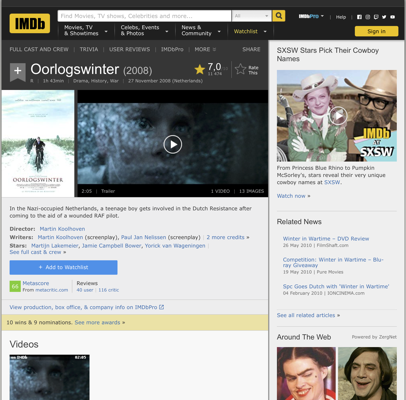 IMDb
Find Movies, TV shows, Celebrities and more...
All
IMDbPro
Help
Movies, TV
& Showtimes
Celebs, Events
& Photos
News &
Community
Watchlist
Sign in
FULL CAST AND CREW | TRIVIA | USER REVIEWS | IMDbPro | MORE
SHARE
Oorlogswinter (2008)
7,0
Rate
This
1h 43min | Drama, History, War | 27 November 2008 (Netherlands)
OORLOGSWINTER
2:05 | Trailer
1 VIDEO | 13 IMAGES
In the Nazi-occupied Netherlands, a teenage boy gets involved in the Dutch Resistance after
coming to the aid of a wounded RAF pilot.
Director: Martin Koolhoven
Writers: Martin Koolhoven (screenplay), Paul Jan Nelissen (screenplay) | 2 more credits »
Stars: Martijn Lakemeier, Jamie Campbell Bower, Yorick van Wageningen |
See full cast & crew »
+ Add to Watchlist
66
Metascore
From metacritic.com
Reviews
40 user | 116 critic
View production, box office, & company info on IMDbPro
10 wins & 9 nominations. See more awards »
Videos
02:05
SXSW Stars Pick Their Cowboy
Names
IMDb
AT
SXSW
From Princess Blue Rhino to Pumpkin
McSorley's, stars reveal their very
unique cowboy names at SXSW.
Watch now »
Related News
Winter in Wartime – DVD Review
26 May 2010 | FilmShaft.com
Competition: Winter in Wartime – Blu-
ray Giveaway
19 May 2010 | Pure Movies
Spc Goes Dutch with 'Winter in Wartime'
04 February 2010 | IONCINEMA.com
See all related articles »
Around The Web
Powered by ZergNet